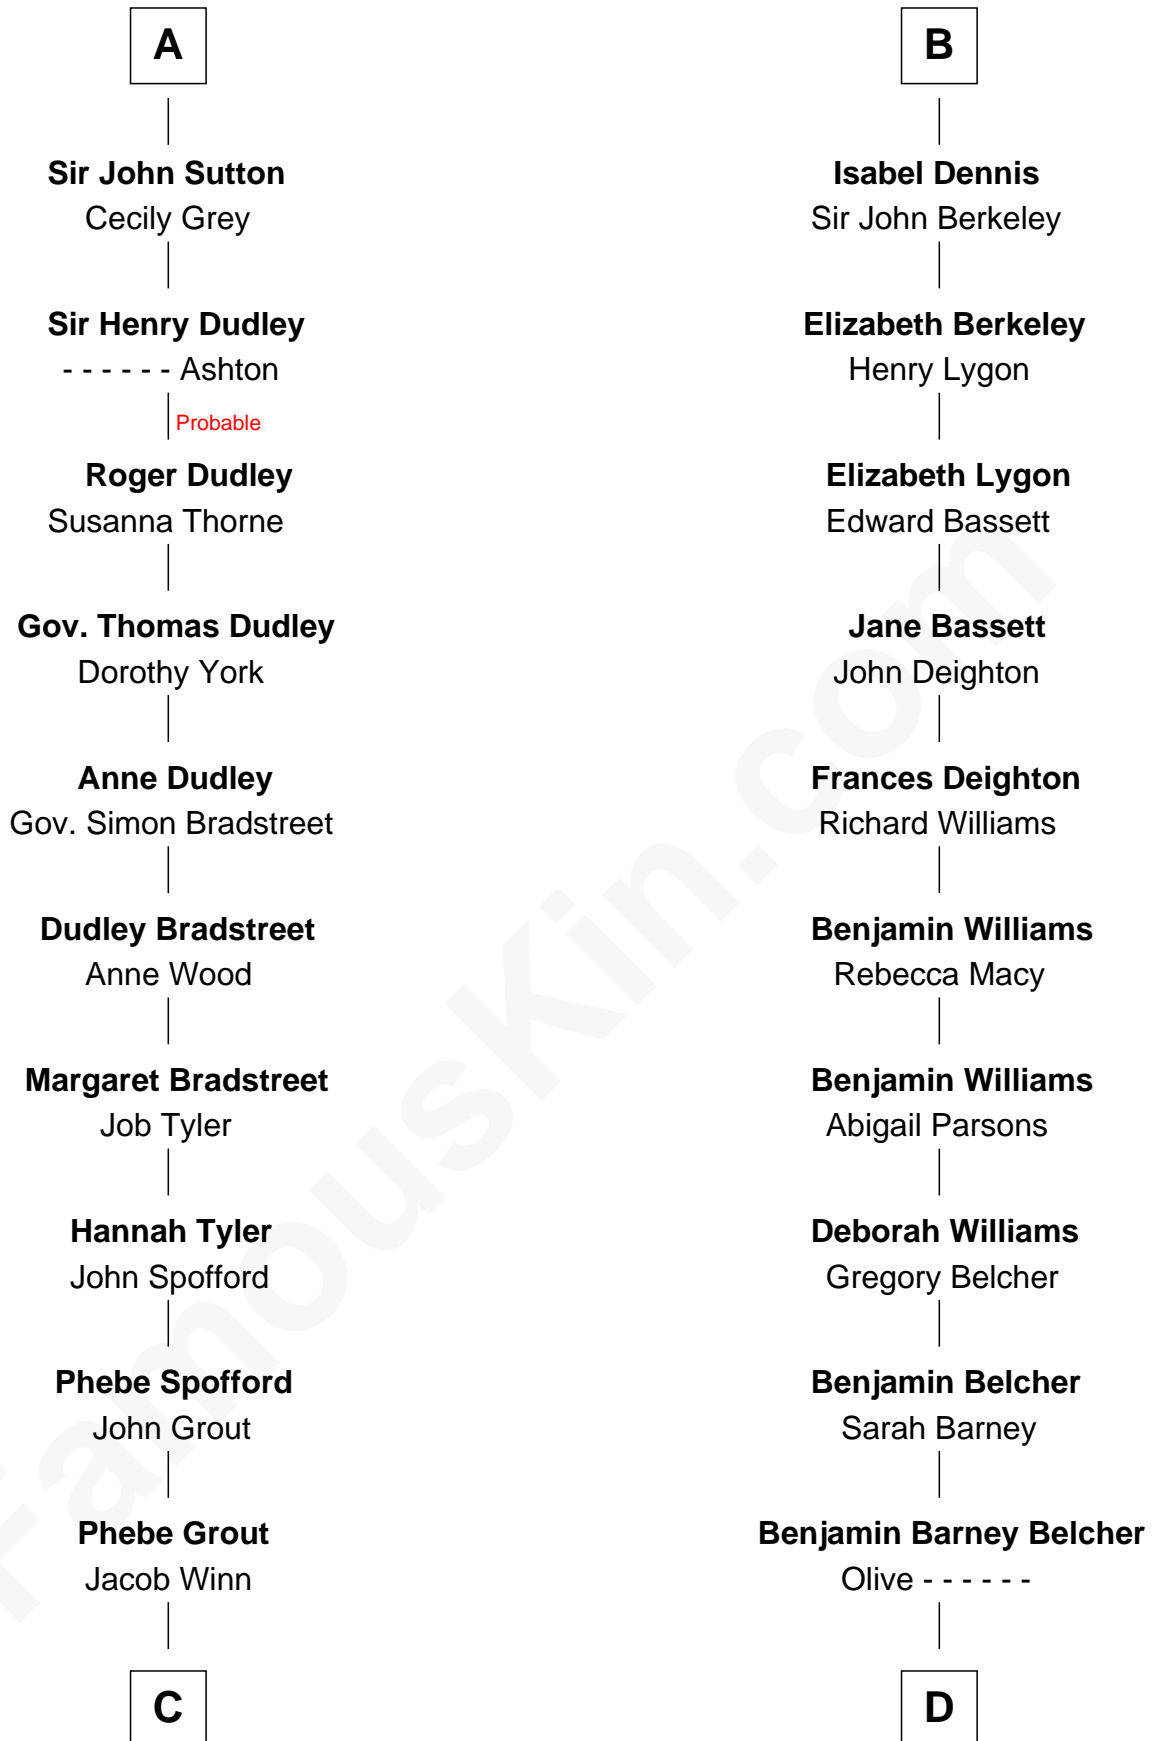 A
Sir John Sutton
Cecily Grey
Sir Henry Dudley
- - - - - - Ashton
Probable
Roger Dudley
Susanna Thorne
Gov. Thomas Dudley
Dorothy York
Anne Dudley
Gov. Simon Bradstreet
Dudley Bradstreet
Anne Wood
Margaret Bradstreet
Job Tyler
Hannah Tyler
John Spofford
Phebe Spofford
John Grout
Phebe Grout
Jacob Winn
C
B
Isabel Dennis
Sir John Berkeley
Elizabeth Berkeley
Henry Lygon
Elizabeth Lygon
Edward Bassett
Jane Bassett
John Deighton
Frances Deighton
Richard Williams
Benjamin Williams
Rebecca Macy
Benjamin Williams
Abigail Parsons
Deborah Williams
Gregory Belcher
Benjamin Belcher
Sarah Barney
Benjamin Barney Belcher
Olive - - - - - -
D
FamousKin.com